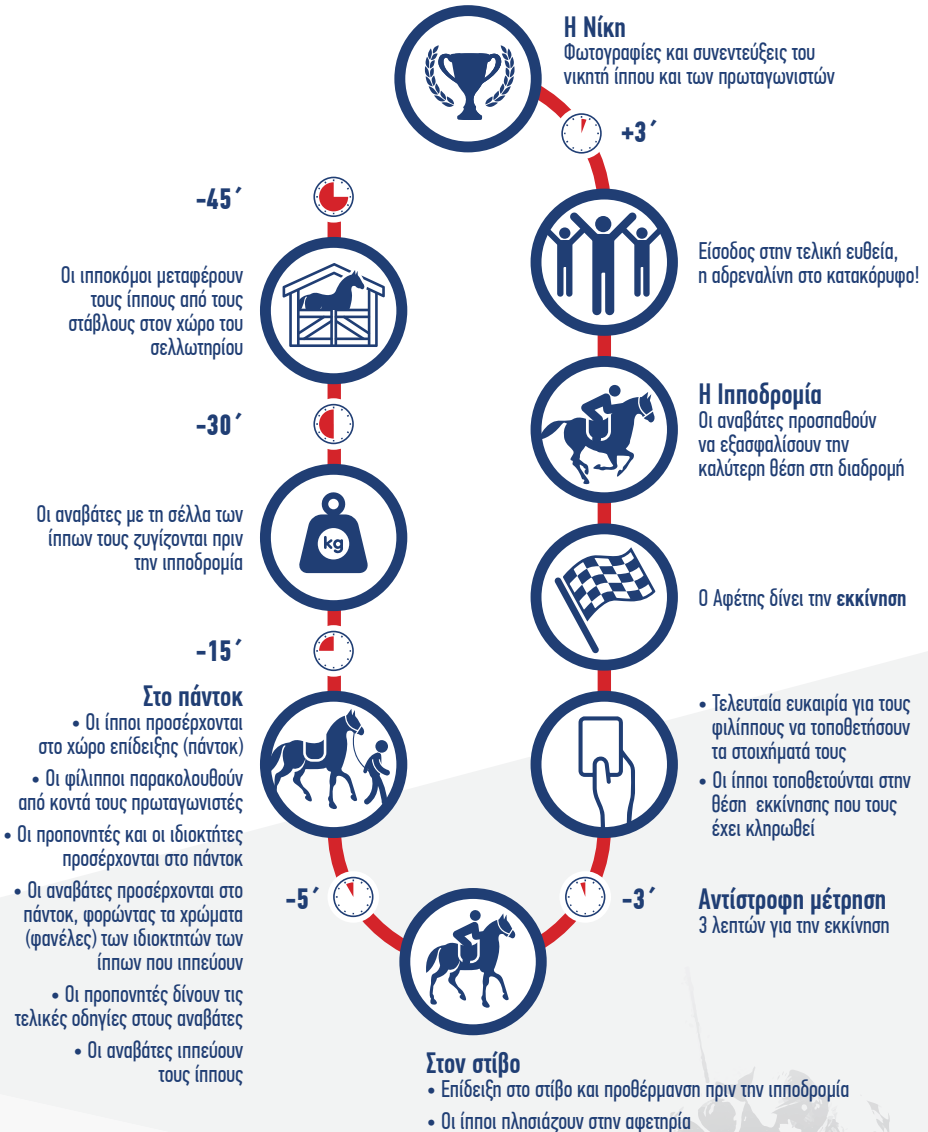 -45΄
Οι ιπποκόμοι μεταφέρουν
τους ίππους από τους
στάβλους στον χώρο του
σελλωτηρίου
-30΄
Οι αναβάτες με τη σέλλα των
ίππων τους ζυγίζονται πριν
την ιπποδρομία
kg
-15΄
Στο πάντοκ
• Οι ίπποι προσέρχονται
στο χώρο επίδειξης (πάντοκ)
• Οι φίλιπποι παρακολουθούν
από κοντά τους πρωταγωνιστές
• Οι προπονητές και οι ιδιοκτήτες
προσέρχονται στο πάντοκ
• Οι αναβάτες προσέρχονται στο
πάντοκ, φορώντας τα χρώματα
(φανέλες) των ιδιοκτητών των
ίππων που ιππεύουν
• Οι προπονητές δίνουν τις
τελικές οδηγίες στους αναβάτες
• Οι αναβάτες ιππεύουν
τους ίππους
-5΄
Στον στίβο
• Επίδειξη στο στίβο και προθέρμανση πριν την ιπποδρομία
• Οι ίπποι πλησιάζουν στην αφετηρία
-3΄
Αντίστροφη μέτρηση
3 λεπτών για την εκκίνηση
• Τελευταία ευκαιρία για τους
φιλίππους να τοποθετήσουν
τα στοιχήματά τους
• Οι ίπποι τοποθετούνται στην
θέση εκκίνησης που τους
έχει κληρωθεί
Ο Αφέτης δίνει την εκκίνηση
Η Ιπποδρομία
Οι αναβάτες προσπαθούν
να εξασφαλίσουν την
καλύτερη θέση στη διαδρομή
Είσοδος στην τελική ευθεία,
η αδρεναλίνη στο κατακόρυφο!
+3΄
Η Νίκη
Φωτογραφίες και συνεντεύξεις του
νικητή ίππου και των πρωταγωνιστών